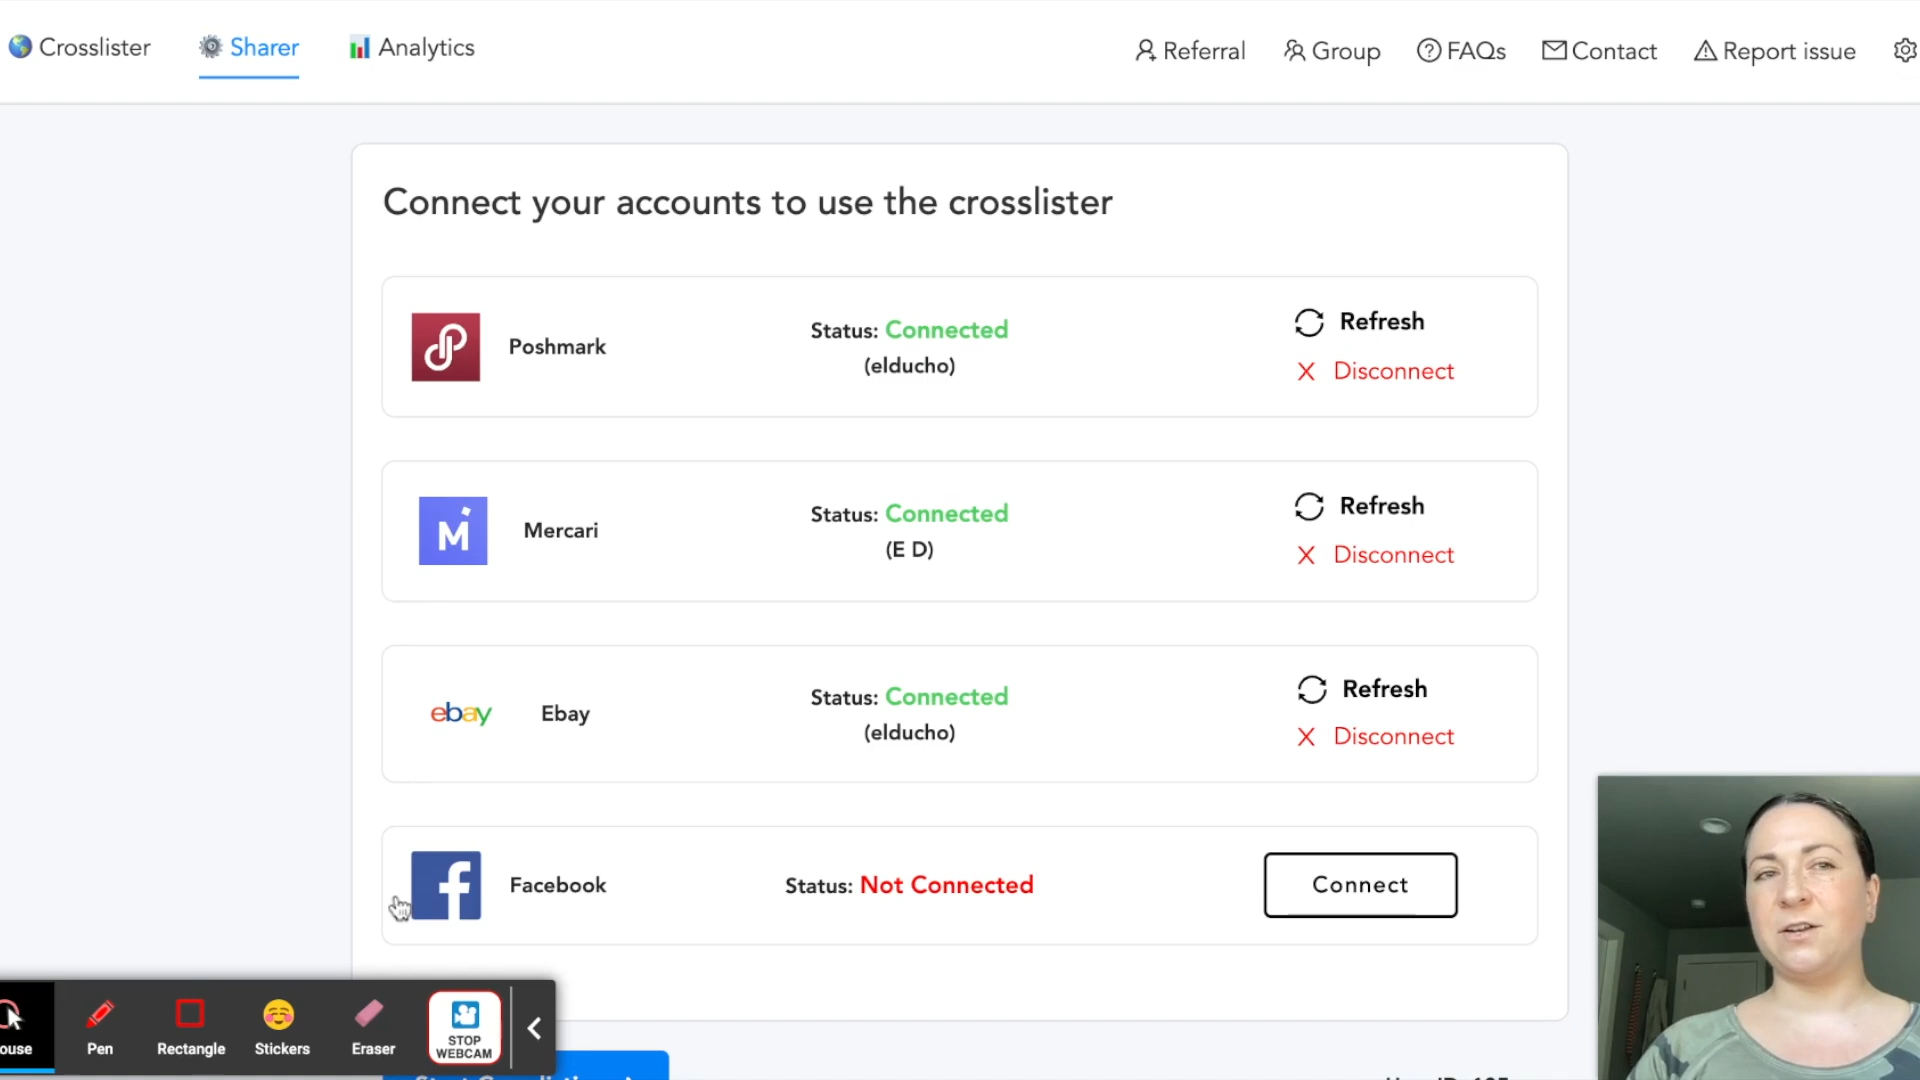 Crosslister Sharer Analytics Referral Group FAQs Contact Report issue
Connect your accounts to use the crosslister
Poshmark Status: Connected Refresh
(elducho) Disconnect
M Mercari Status: Connected Refresh
(E D) Disconnect
ebay Ebay Status: Connected Refresh
(elducho) Disconnect
f Facebook Status: Not Connected Connect
ouse Pen Rectangle Stickers Eraser STOP
WEBCAM